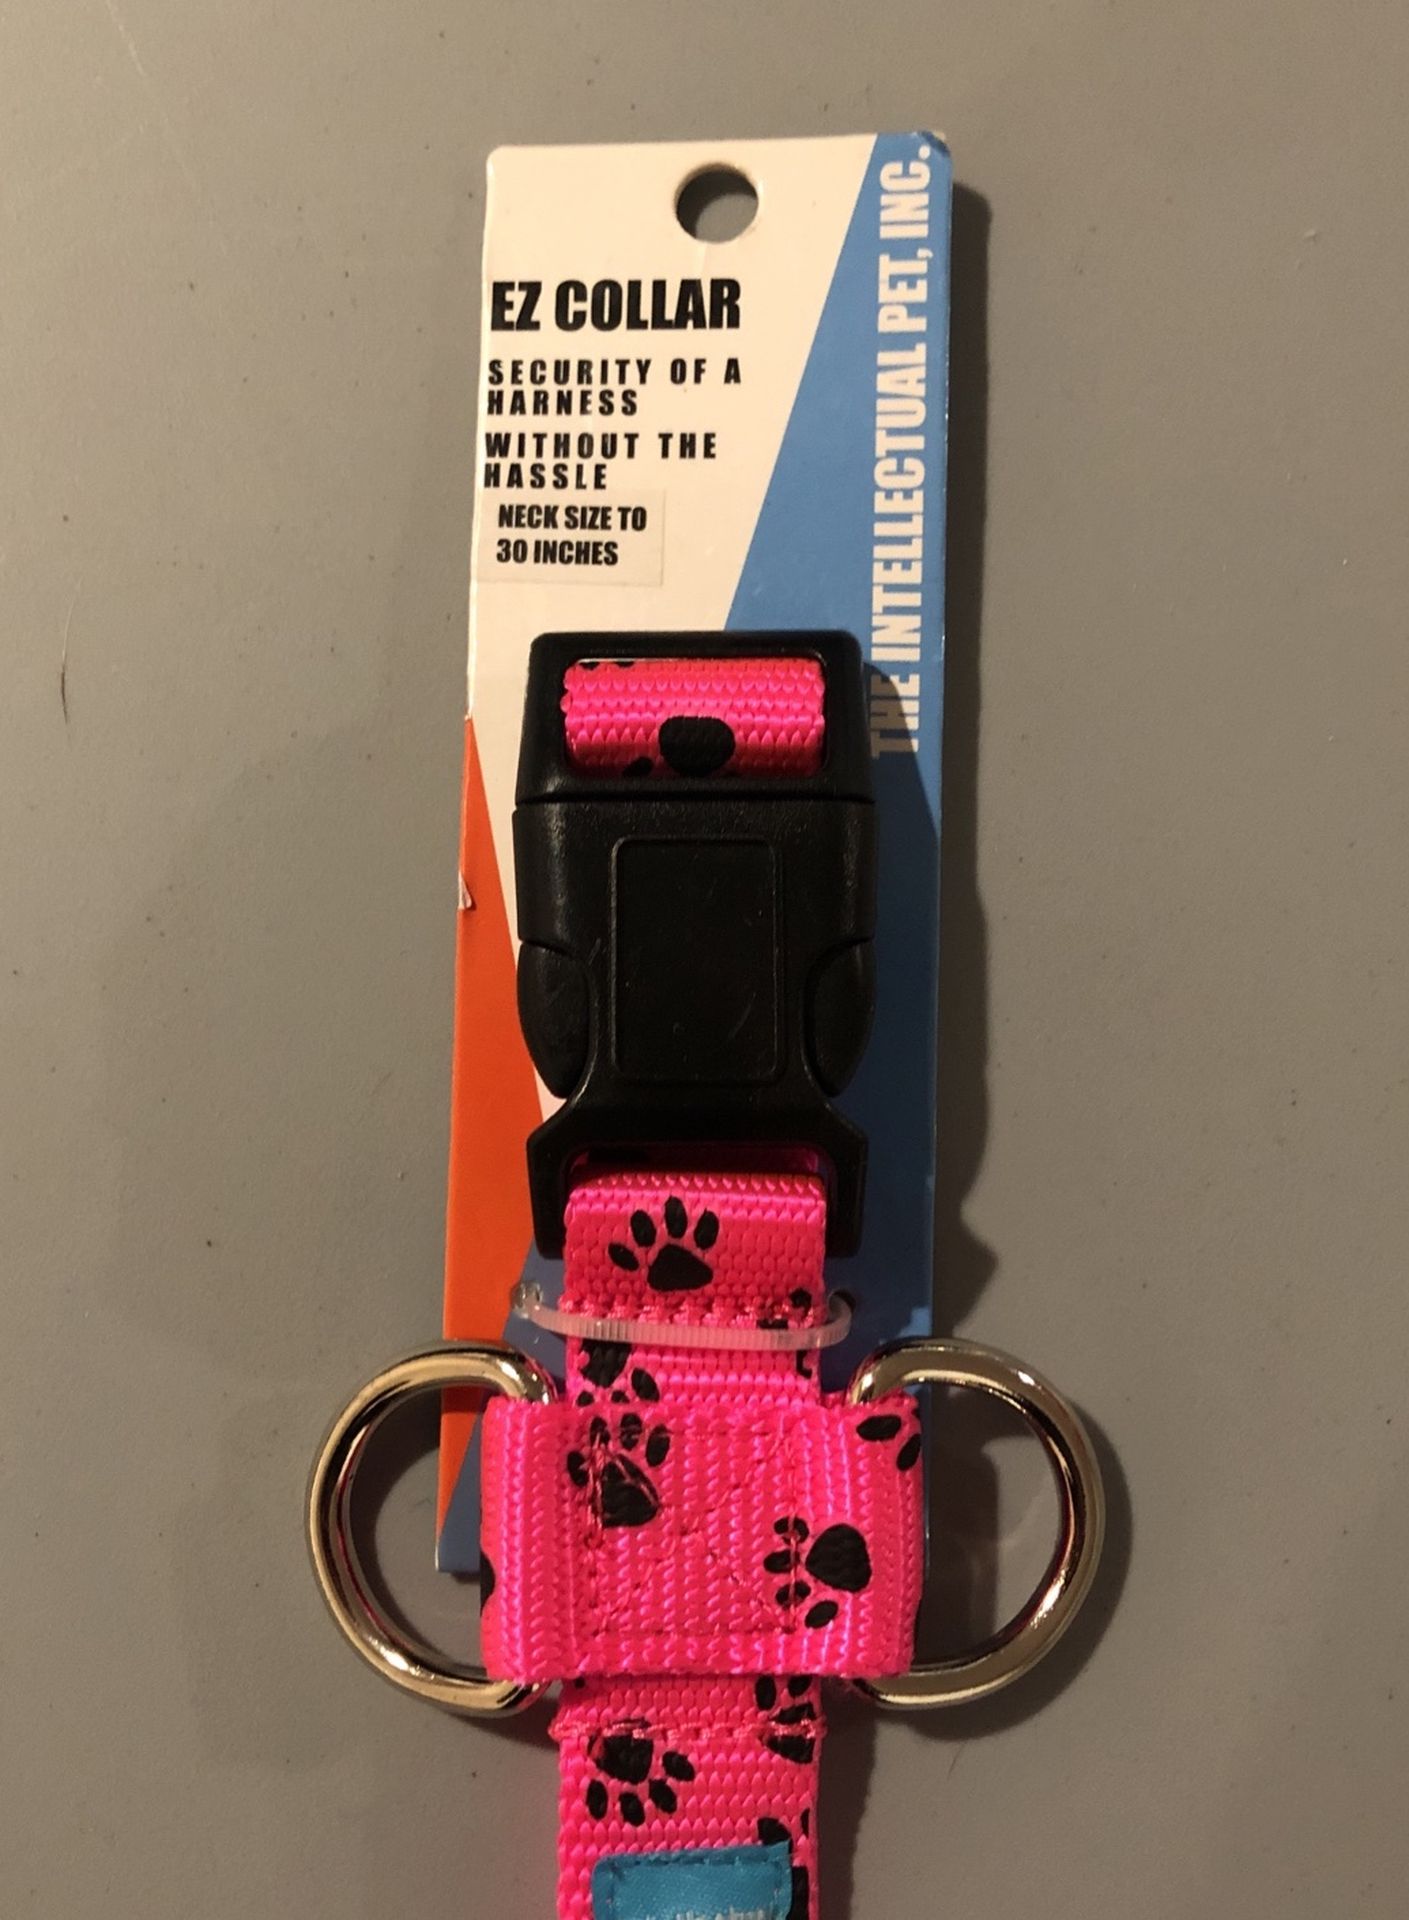 EZ COLLAR
SECURITY OF A
HARNESS
WITHOUT THE
HASSLE
NECK SIZE TO
30 INCHES
THE INTELLECTUAL PET, INC.